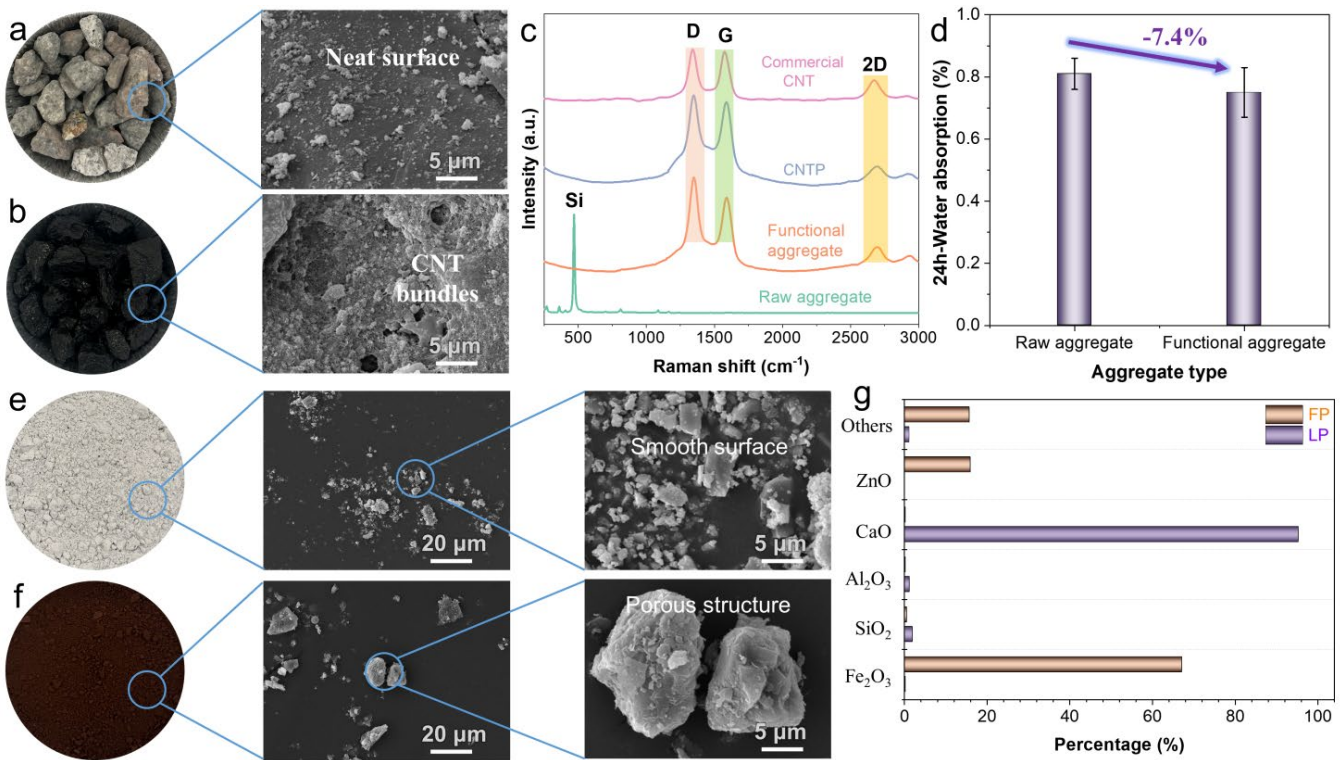 a
Neat surface
5 µm
b
CNT
bundles
5 µm
c
D
G
2D
Commercial
CNT
CNTP
Si
Functional
aggregate
Raw aggregate
Intensity (a.u.)
500
1000
1500
2000
2500
3000
Raman shift (cm⁻¹)
d
-7.4%
24h-Water absorption (%)
1.0
0.8
0.6
0.4
0.2
0.0
Raw aggregate
Functional aggregate
Aggregate type
e
20 µm
Smooth surface
5 µm
f
20 µm
Porous structure
5 µm
g
FP
LP
Others
ZnO
CaO
Al₂O₃
SiO₂
Fe₂O₃
0
20
40
60
80
100
Percentage (%)